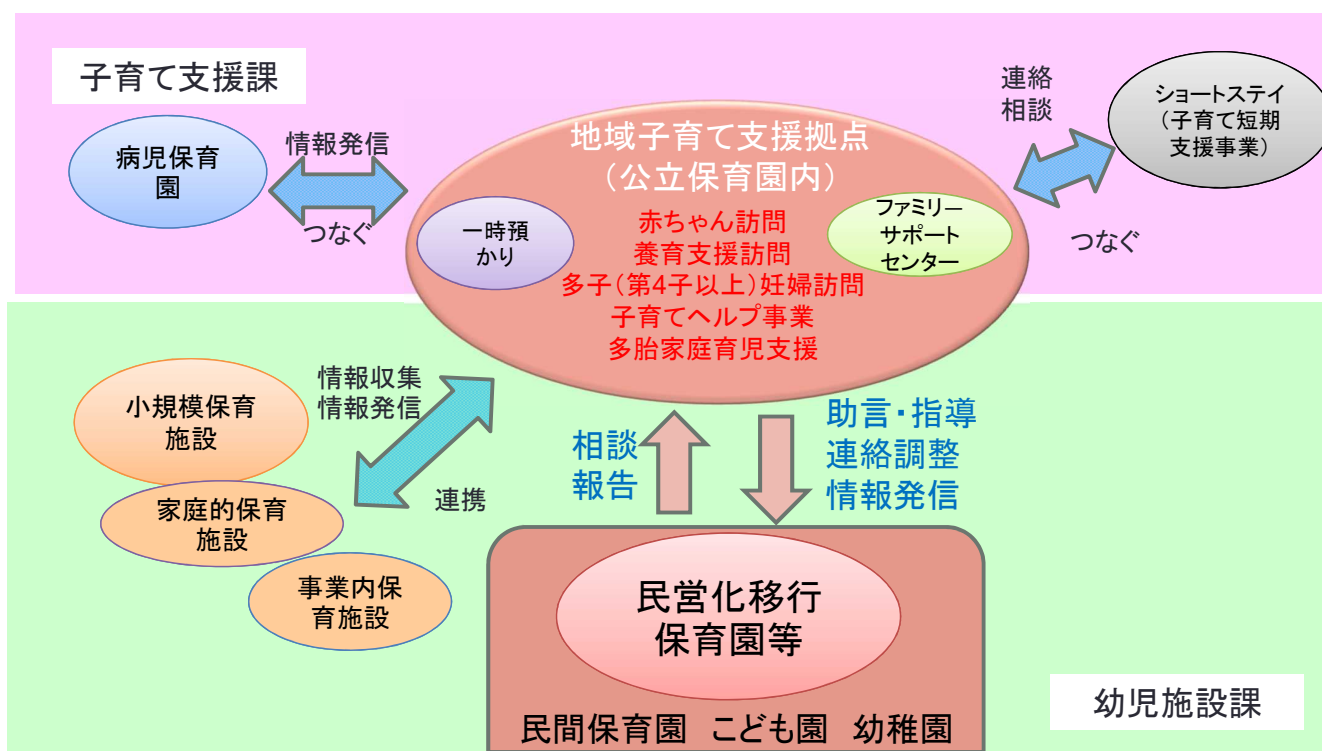 子育て支援課
病児保育
園
情報発信
つなぐ
地域子育て支援拠点
（公立保育園内）
一時預
かり
赤ちゃん訪問
養育支援訪問
多子（第4子以上）妊婦訪問
子育てヘルプ事業
多胎家庭育児支援
ファミリー
サポート
センター
連絡
相談
つなぐ
ショートステイ
（子育て短期
支援事業）
小規模保育
施設
家庭的保育
施設
事業内保
育施設
情報収集
情報発信
連携
相談
報告
助言・指導
連絡調整
情報発信
民営化移行
保育園等
民間保育園 こども園 幼稚園
幼児施設課